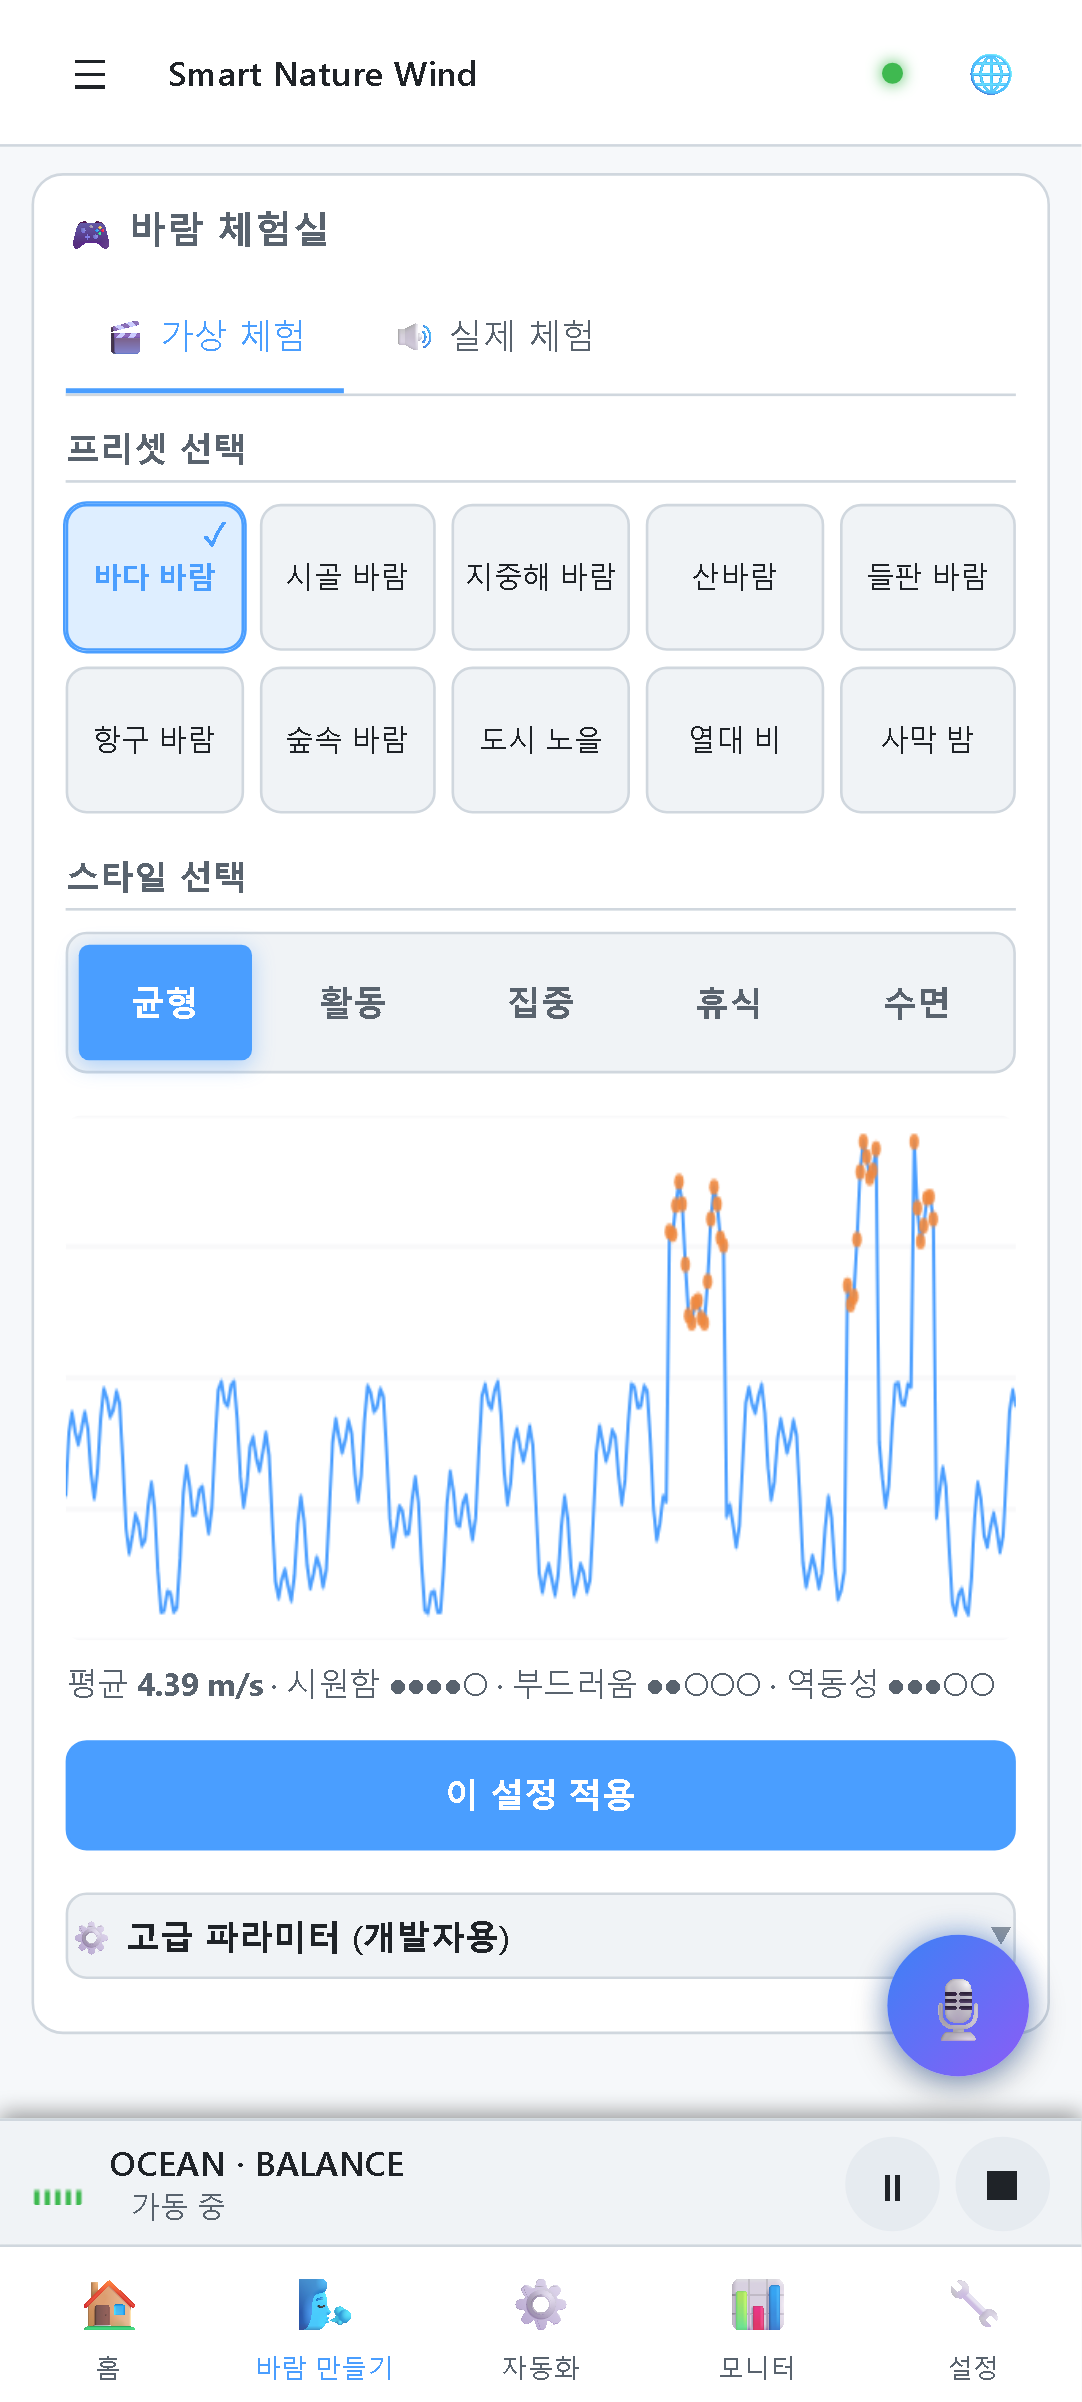 Smart Nature Wind
바람 체험실
가상 체험 실제 체험
프리셋 선택
바다 바람 시골 바람 지중해 바람 산바람 들판 바람
항구 바람 숲속 바람 도시 노을 열대 비 사막 밤
스타일 선택
균형 활동 집중 휴식 수면
평균 4.39 m/s · 시원함 ●●●●○ · 부드러움 ●●○○○ · 역동성 ●●●○○
이 설정 적용
고급 파라미터 (개발자용)
OCEAN · BALANCE
가동 중
홈 바람 만들기 자동화 모니터 설정